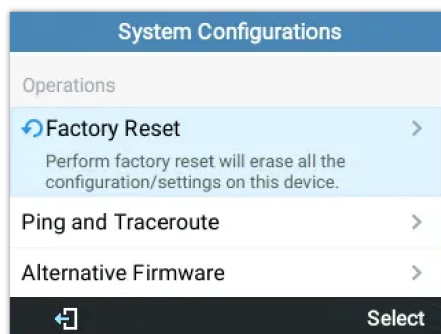 System Configurations
Operations
Factory Reset
Perform factory reset will erase all the
configuration/settings on this device.
Ping and Traceroute
Alternative Firmware
Select